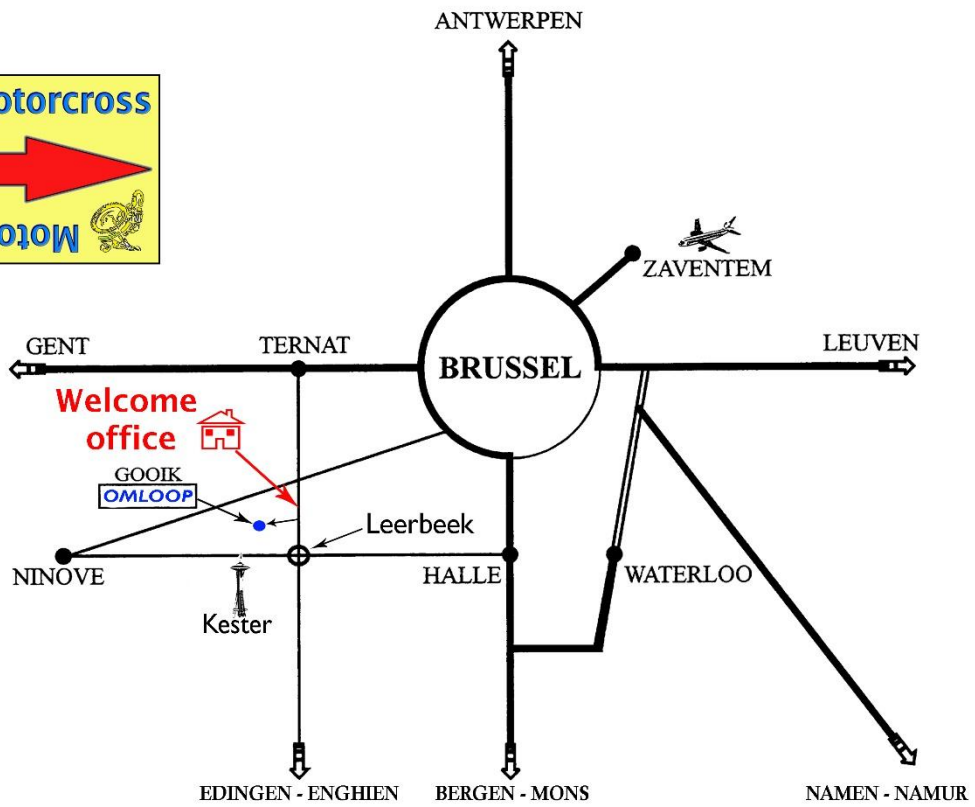 ANTWERPEN
otorcross
Moto
ZAVENTEM
GENT
TERNAT
BRUSSEL
LEUVEN
Welcome
office
GOOIK
OMLOOP
Leerbeek
NINOVE
HALLE
WATERLOO
Kester
EDINGEN - ENGHIEN
BERGEN - MONS
NAMEN - NAMUR